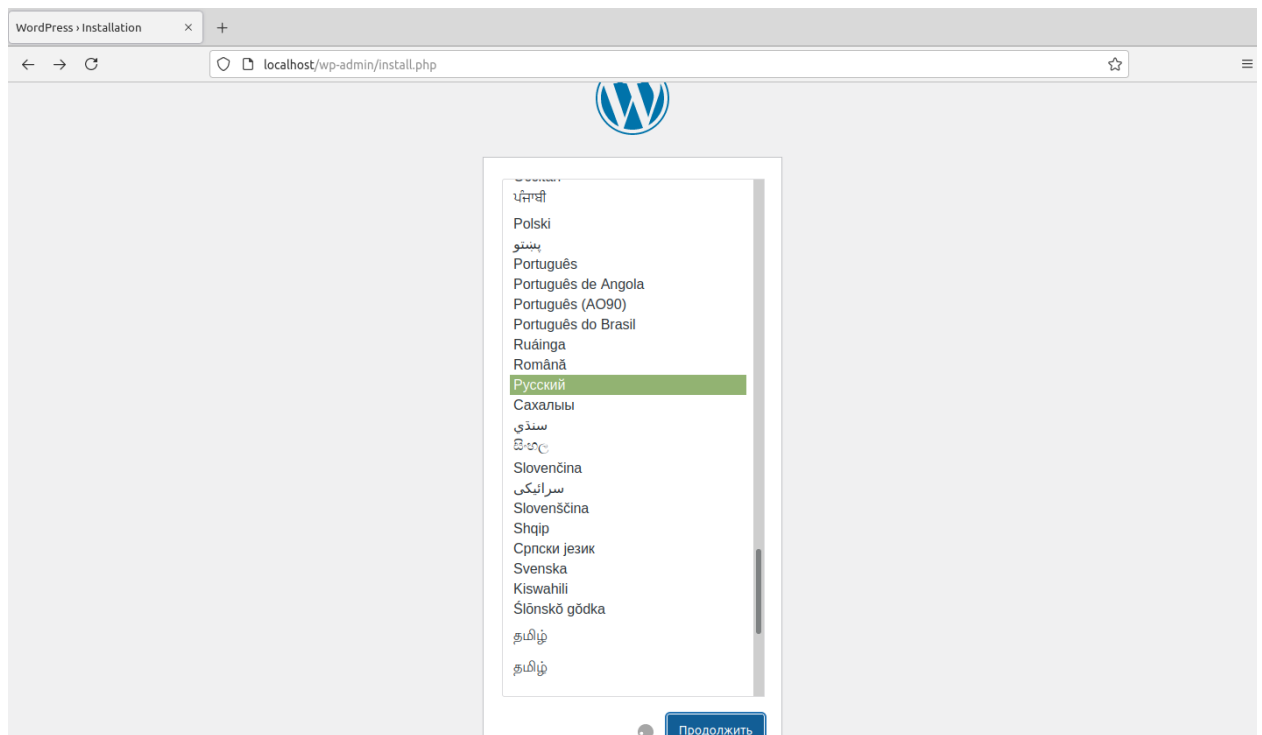 WordPress › Installation
localhost/wp-admin/install.php
ਪੰਜਾਬੀ
Polski
پښتو
Português
Português de Angola
Português (AO90)
Português do Brasil
Ruáinga
Română
Русский
Сахалыы
سنڌي
සිංහල
Slovenčina
سرائیکی
Slovenščina
Shqip
Српски језик
Svenska
Kiswahili
Ślōnskŏ gŏdka
தமிழ்
தமிழ்
Продолжить